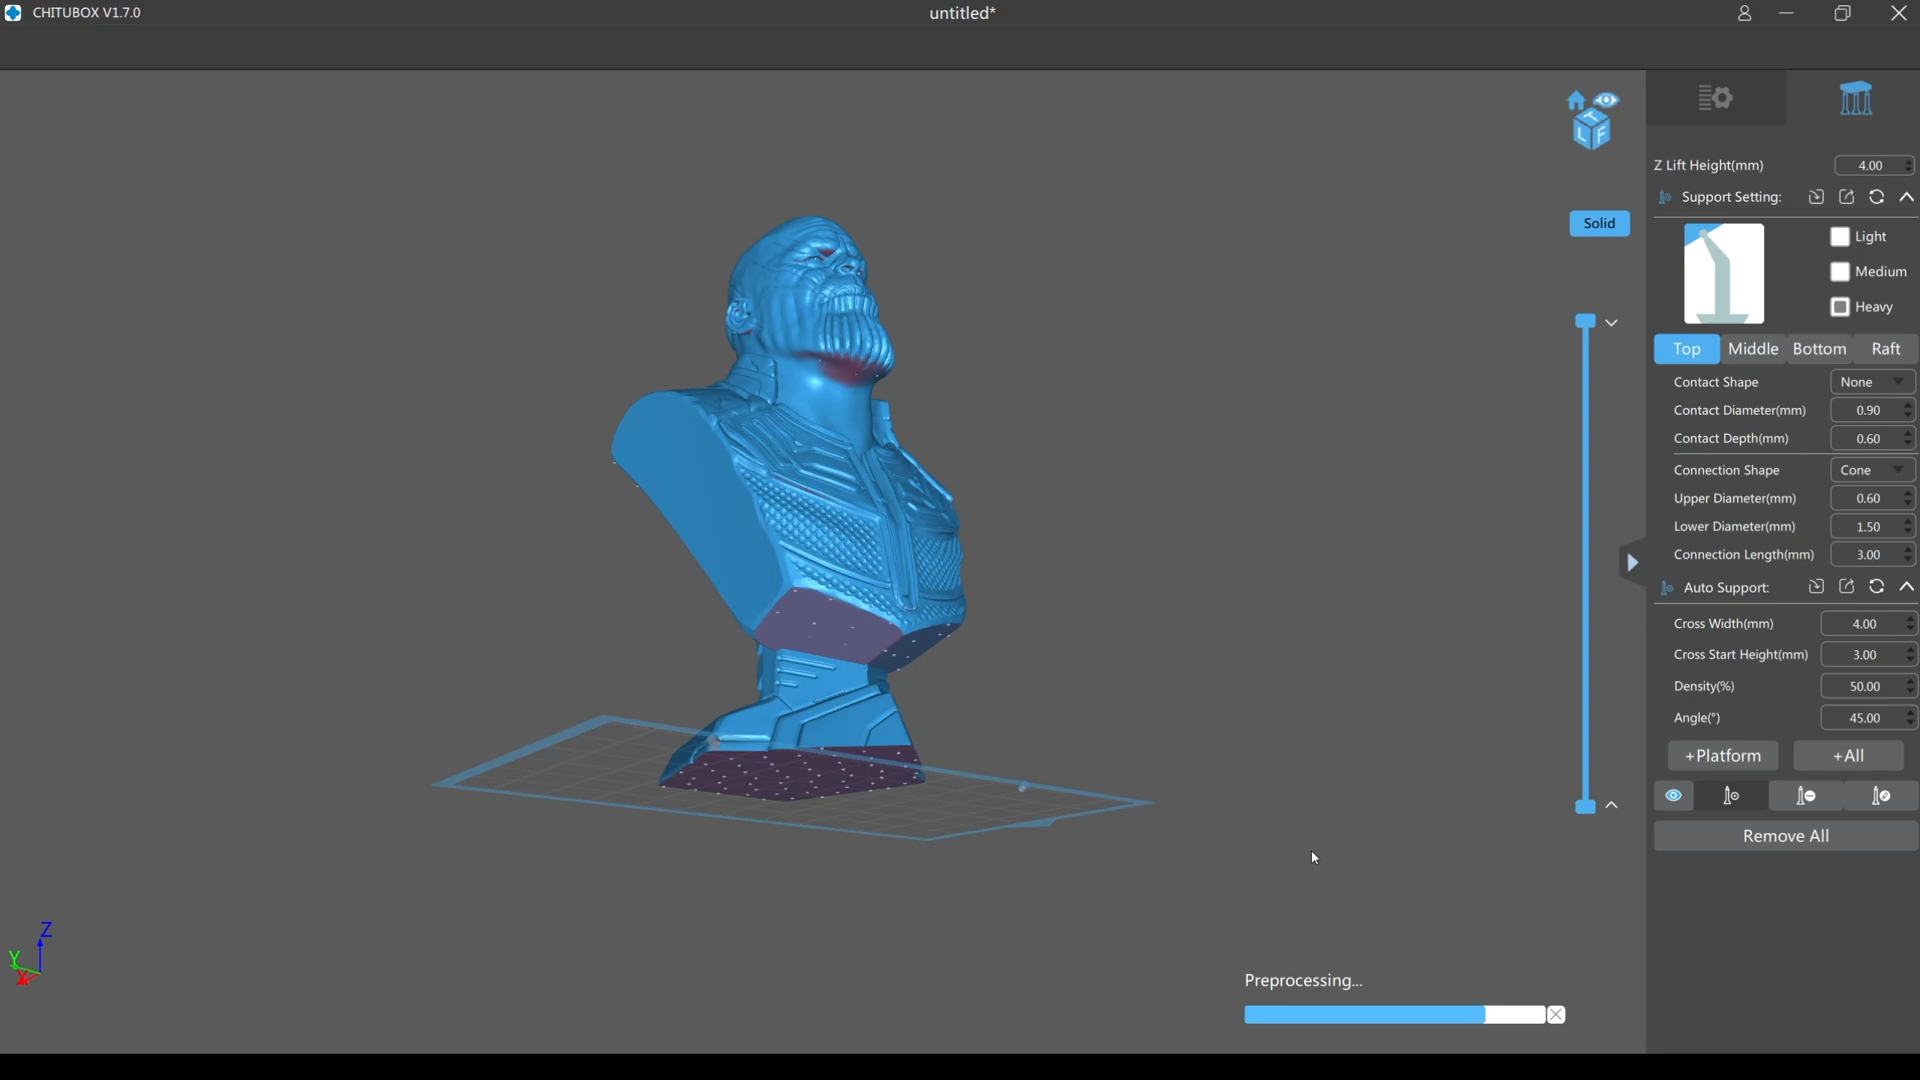 CHITUBOX V1.7.0
untitled*
T
L F
Z Lift Height(mm) 4.00
Support Setting:
Solid
Light
Medium
Heavy
Top Middle Bottom Raft
Contact Shape None
Contact Diameter(mm) 0.90
Contact Depth(mm) 0.60
Connection Shape Cone
Upper Diameter(mm) 0.60
Lower Diameter(mm) 1.50
Connection Length(mm) 3.00
Auto Support:
Cross Width(mm) 4.00
Cross Start Height(mm) 3.00
Density(%) 50.00
Angle(°) 45.00
+Platform +All
Remove All
Z
Y
X
Preprocessing...